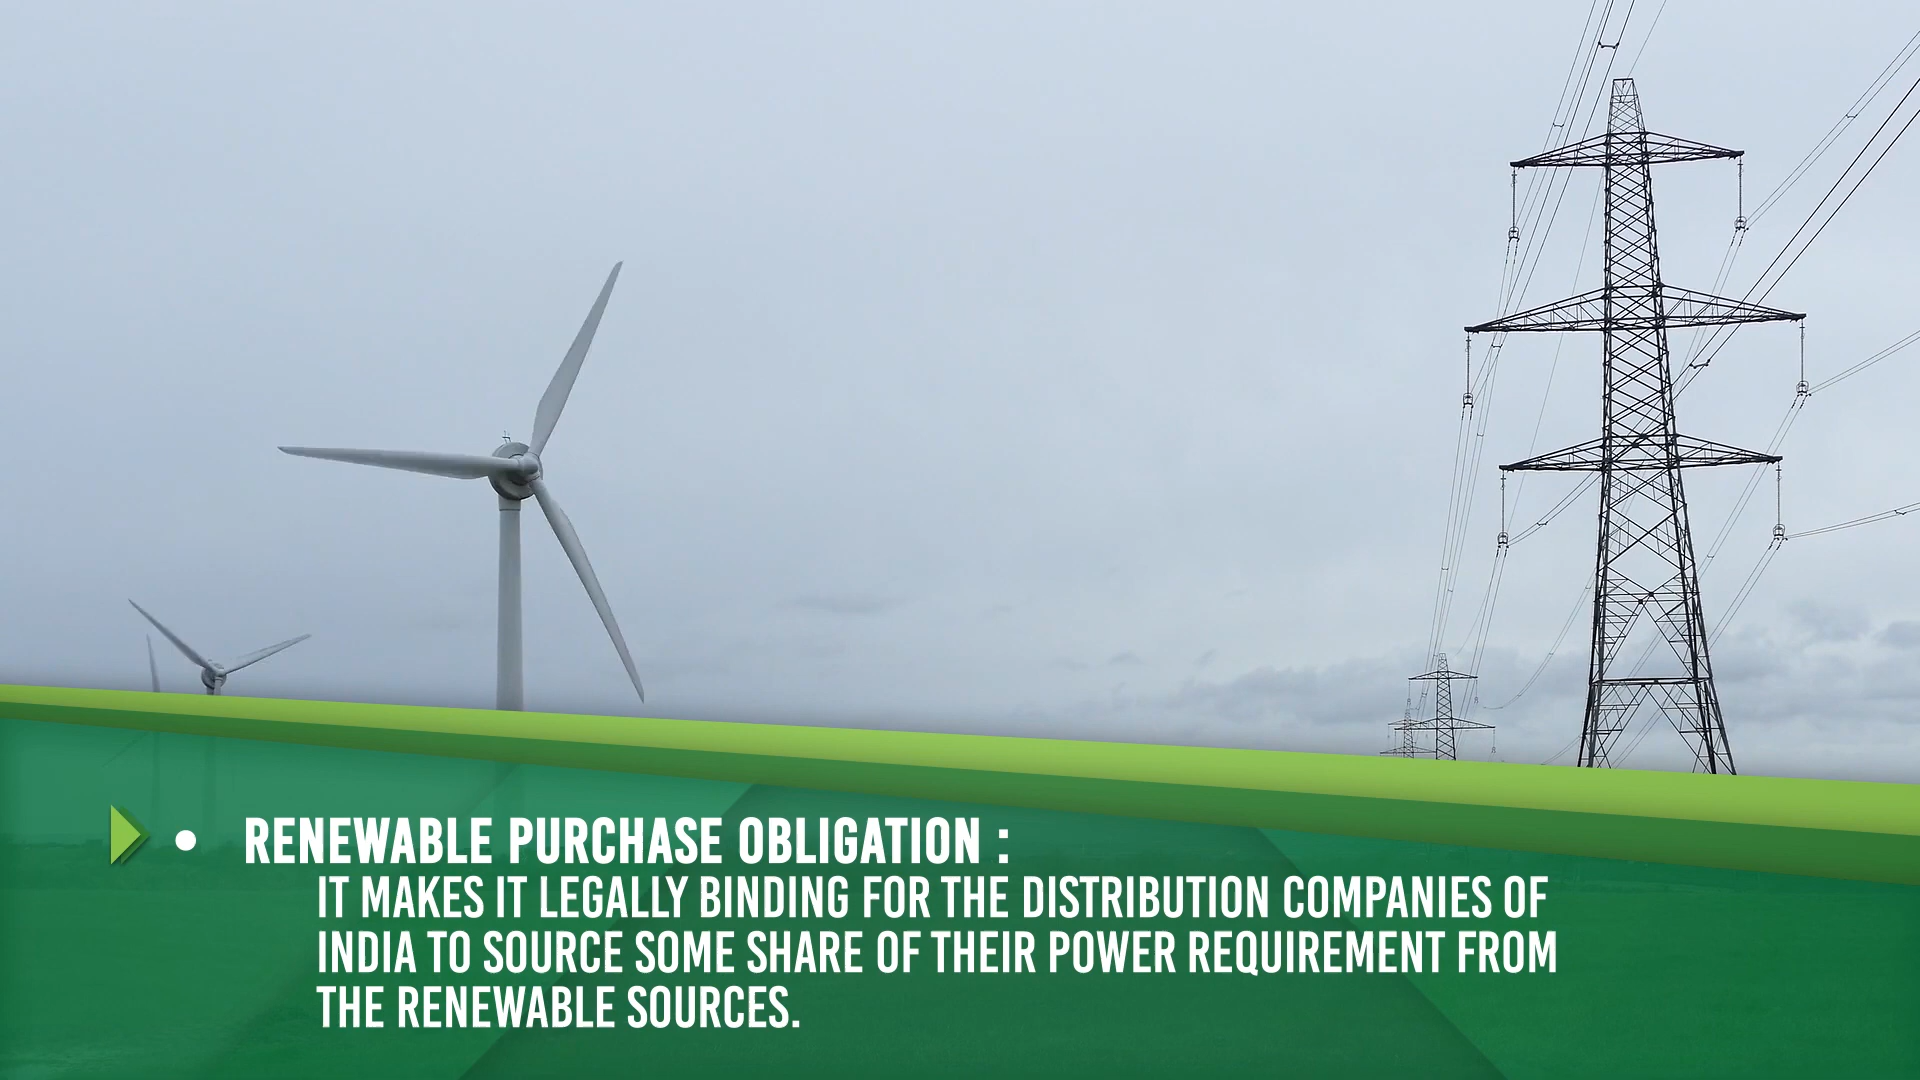 • RENEWABLE PURCHASE OBLIGATION :
IT MAKES IT LEGALLY BINDING FOR THE DISTRIBUTION COMPANIES OF
INDIA TO SOURCE SOME SHARE OF THEIR POWER REQUIREMENT FROM
THE RENEWABLE SOURCES.